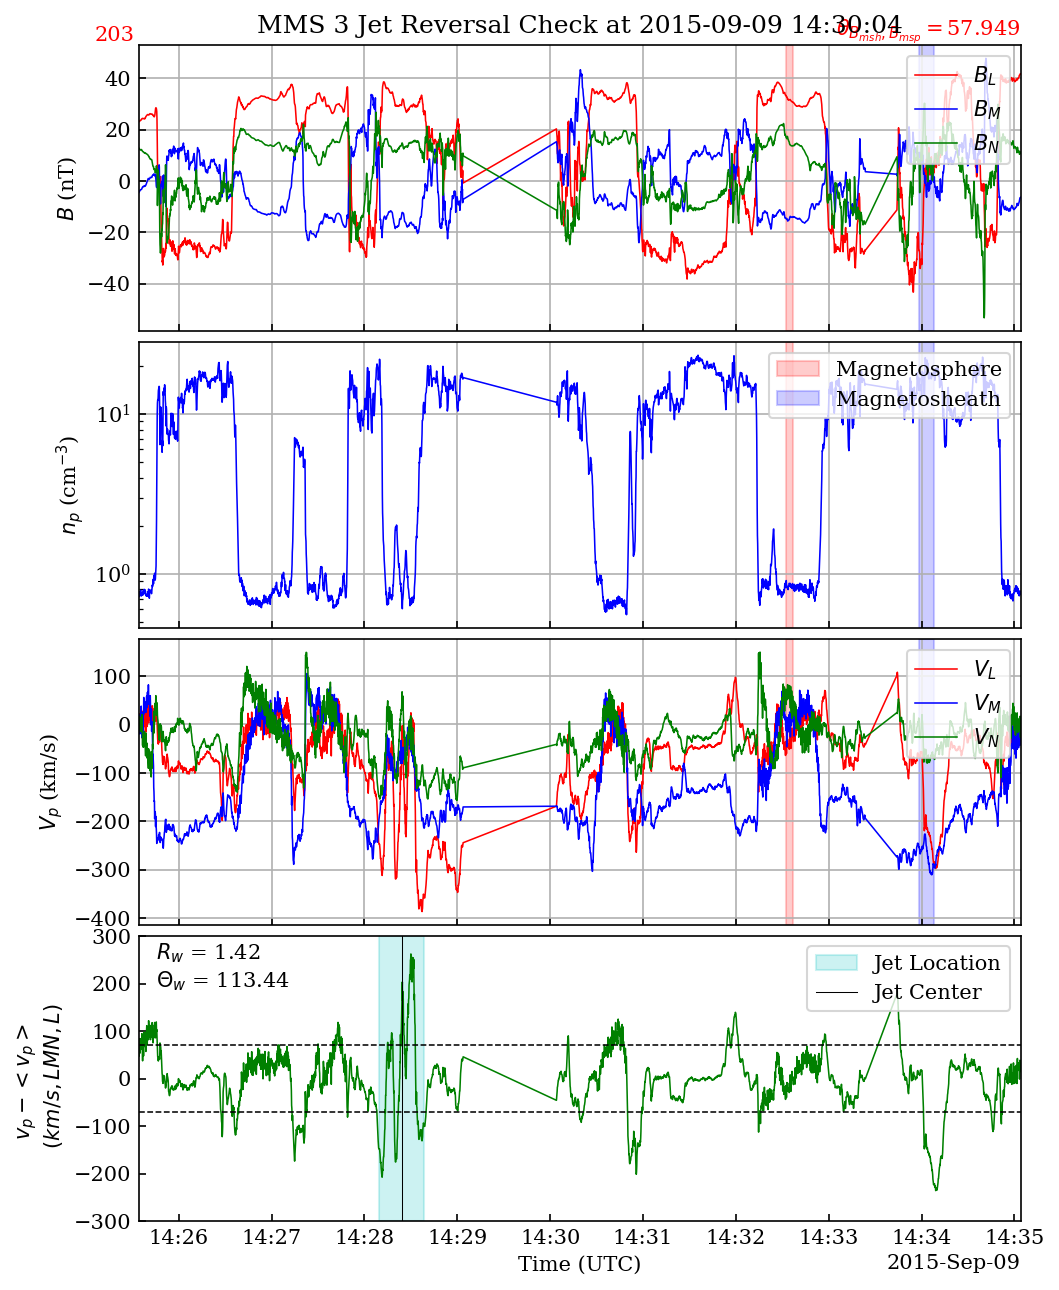 MMS 3 Jet Reversal Check at 2015-09-09 14:30:04
203
θ_{B_{msh}, B_{msp}} = 57.949
40
20
0
−20
−40
B (nT)
B_L
B_M
B_N
10^1
10^0
n_p (cm^{−3})
Magnetosphere
Magnetosheath
100
0
−100
−200
−300
−400
V_p (km/s)
V_L
V_M
V_N
300
200
100
0
−100
−200
−300
v_p − < v_p >
(km/s, LMN, L)
R_w = 1.42
Θ_w = 113.44
Jet Location
Jet Center
14:26 14:27 14:28 14:29 14:30 14:31 14:32 14:33 14:34 14:35
Time (UTC)
2015-Sep-09